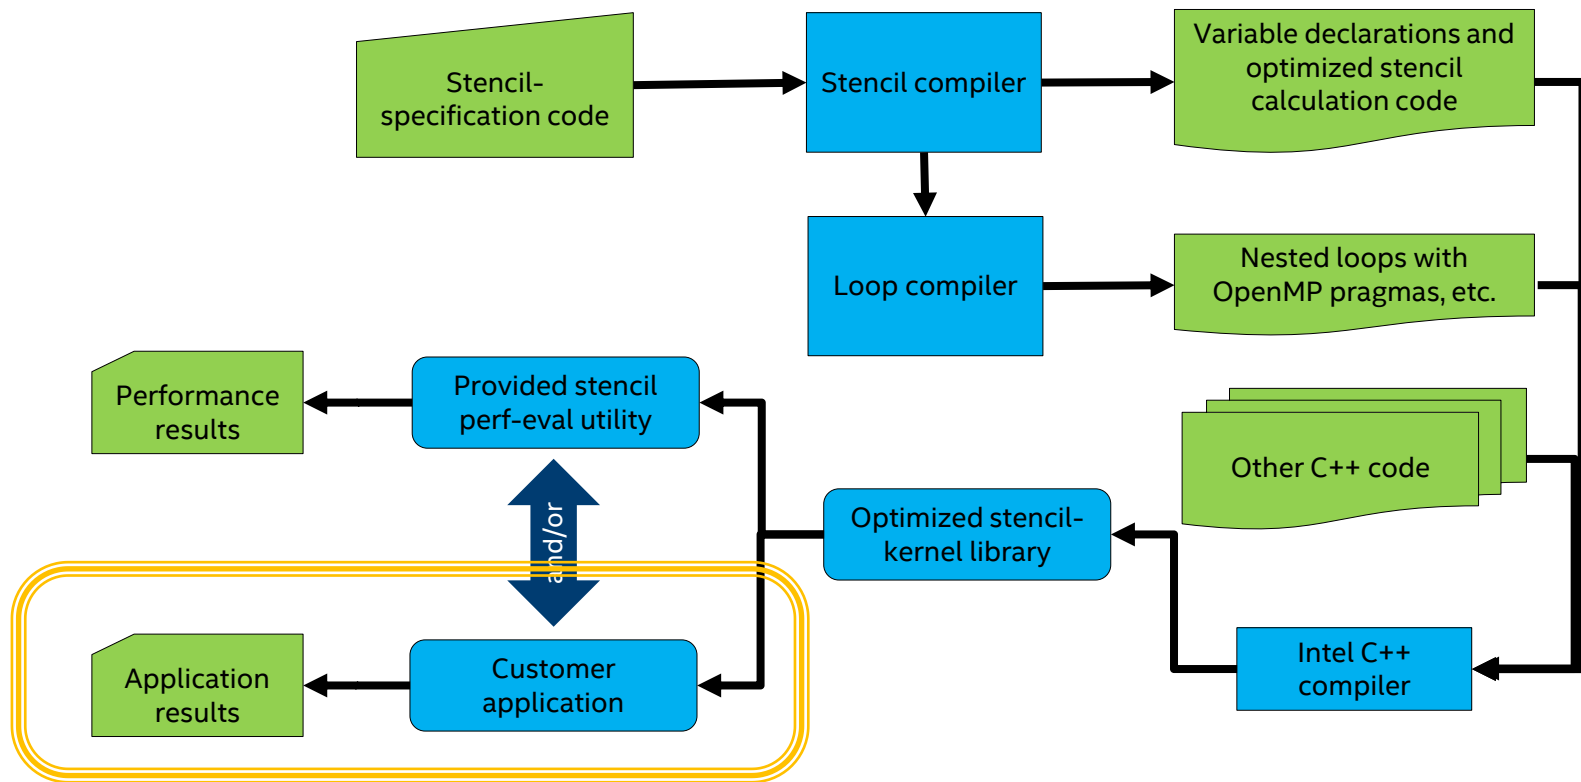 Stencil-
specification code
Stencil compiler
Variable declarations and
optimized stencil
calculation code
Loop compiler
Nested loops with
OpenMP pragmas, etc.
Performance
results
Provided stencil
perf-eval utility
Other C++ code
and/or
Optimized stencil-
kernel library
Application
results
Customer
application
Intel C++
compiler